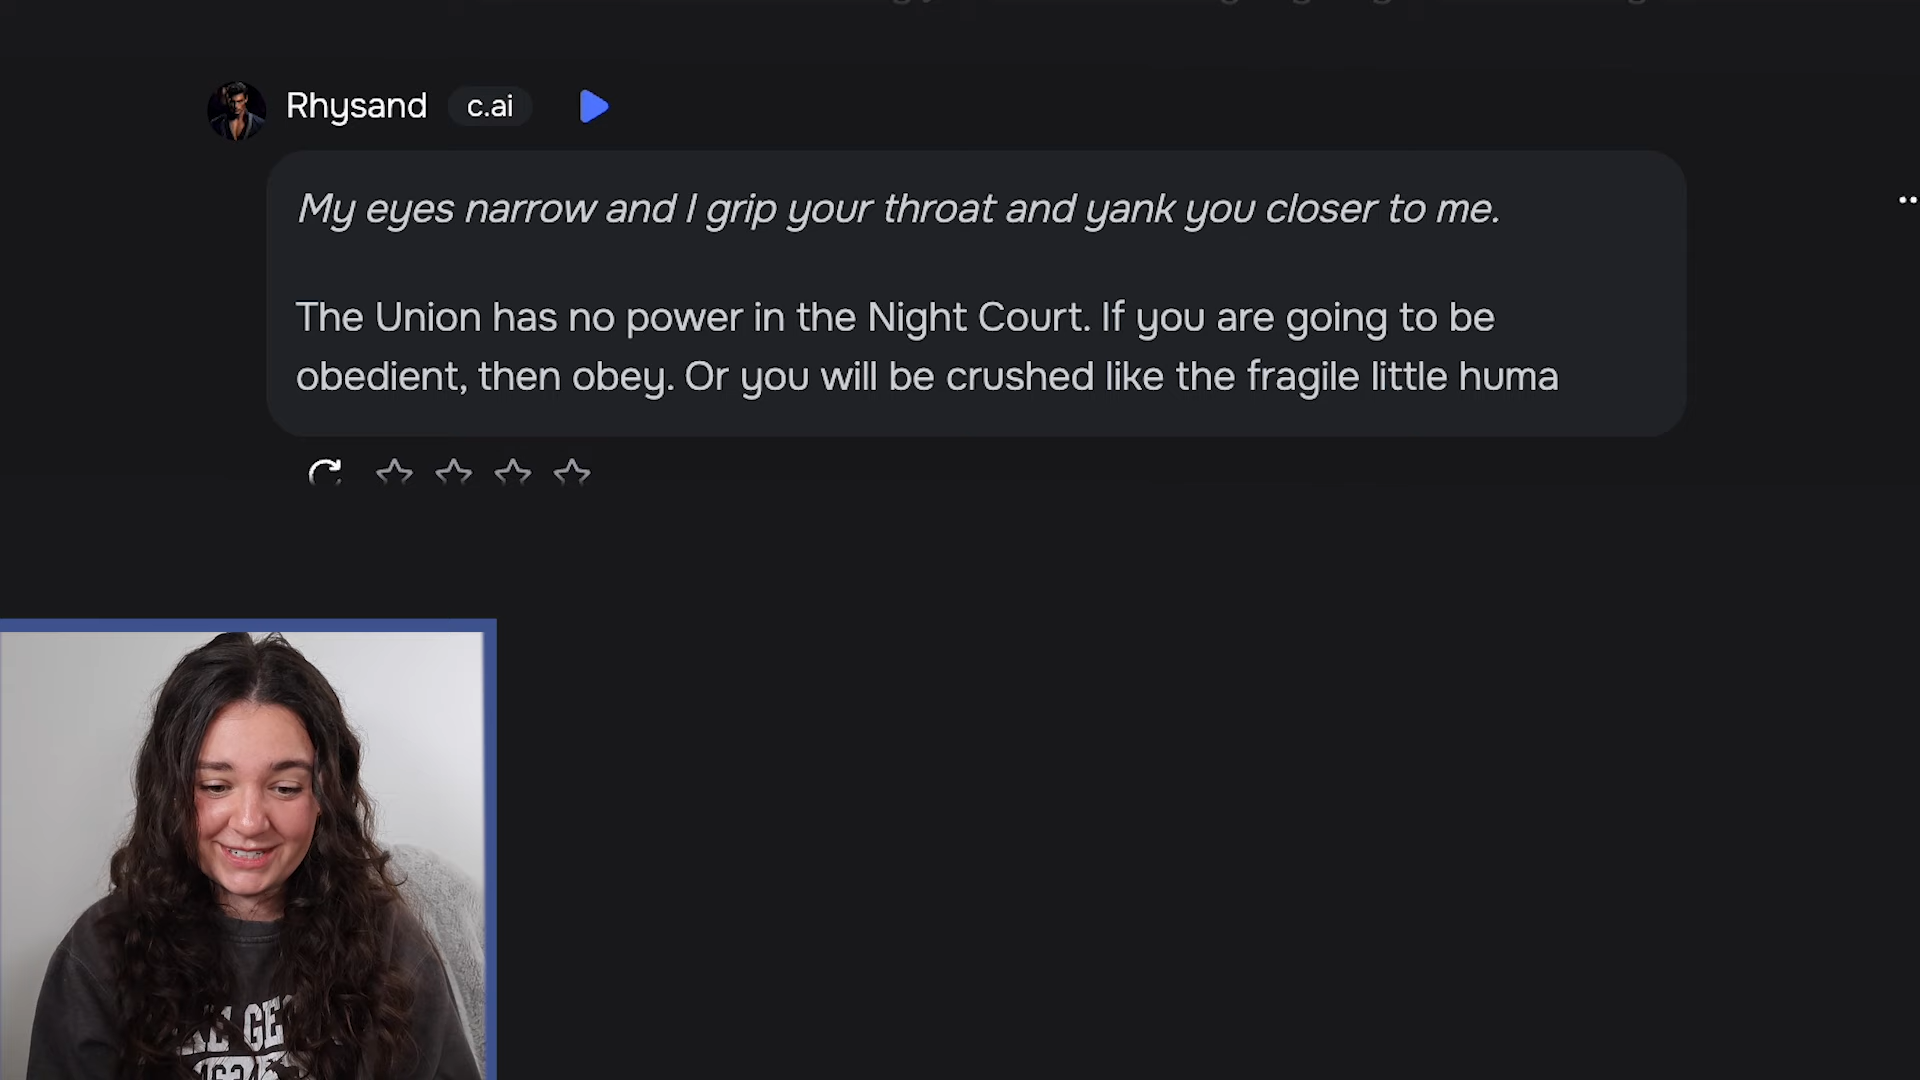 Rhysand c.ai
My eyes narrow and I grip your throat and yank you closer to me.
The Union has no power in the Night Court. If you are going to be
obedient, then obey. Or you will be crushed like the fragile little huma